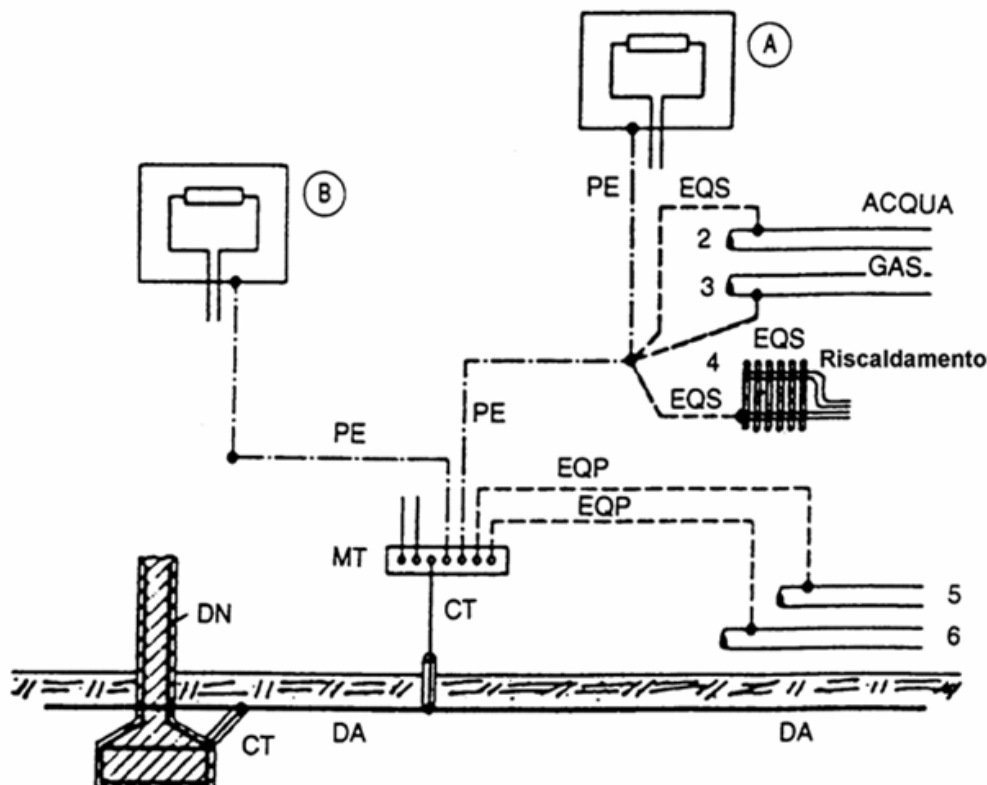 A
B
PE
EQS
ACQUA
2
GAS
3
EQS
4
Riscaldamento
EQS
PE
PE
EQP
EQP
MT
CT
5
DN
6
CT
DA
DA